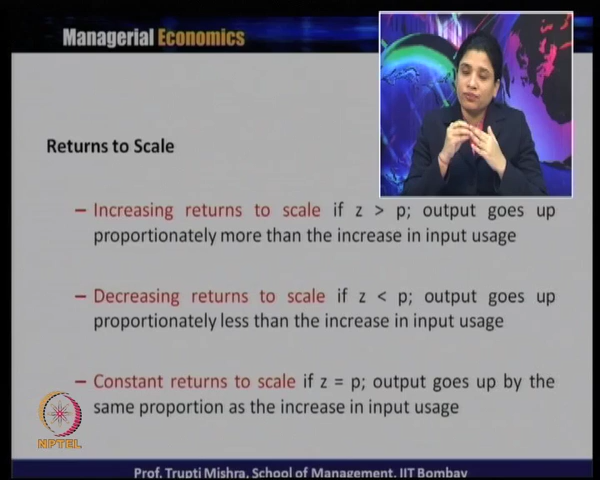 Managerial Economics
Returns to Scale
– Increasing returns to scale if z > p; output goes up
proportionately more than the increase in input usage
– Decreasing returns to scale if z < p; output goes up
proportionately less than the increase in input usage
– Constant returns to scale if z = p; output goes up by the
same proportion as the increase in input usage
NPTEL
Prof. Trupti Mishra, School of Management, IIT Bombay